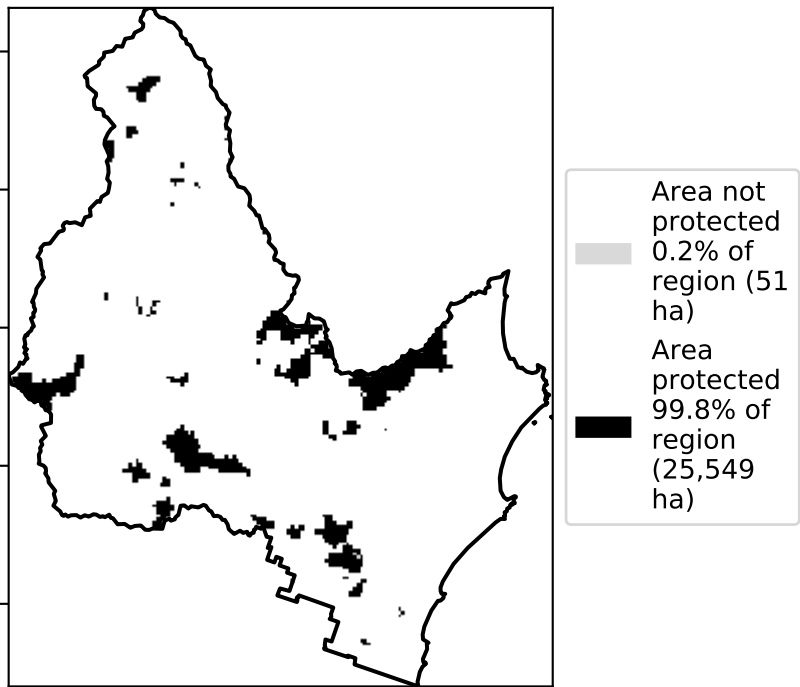 Area not
protected
0.2% of
region (51
ha)
Area
protected
99.8% of
region
(25,549
ha)